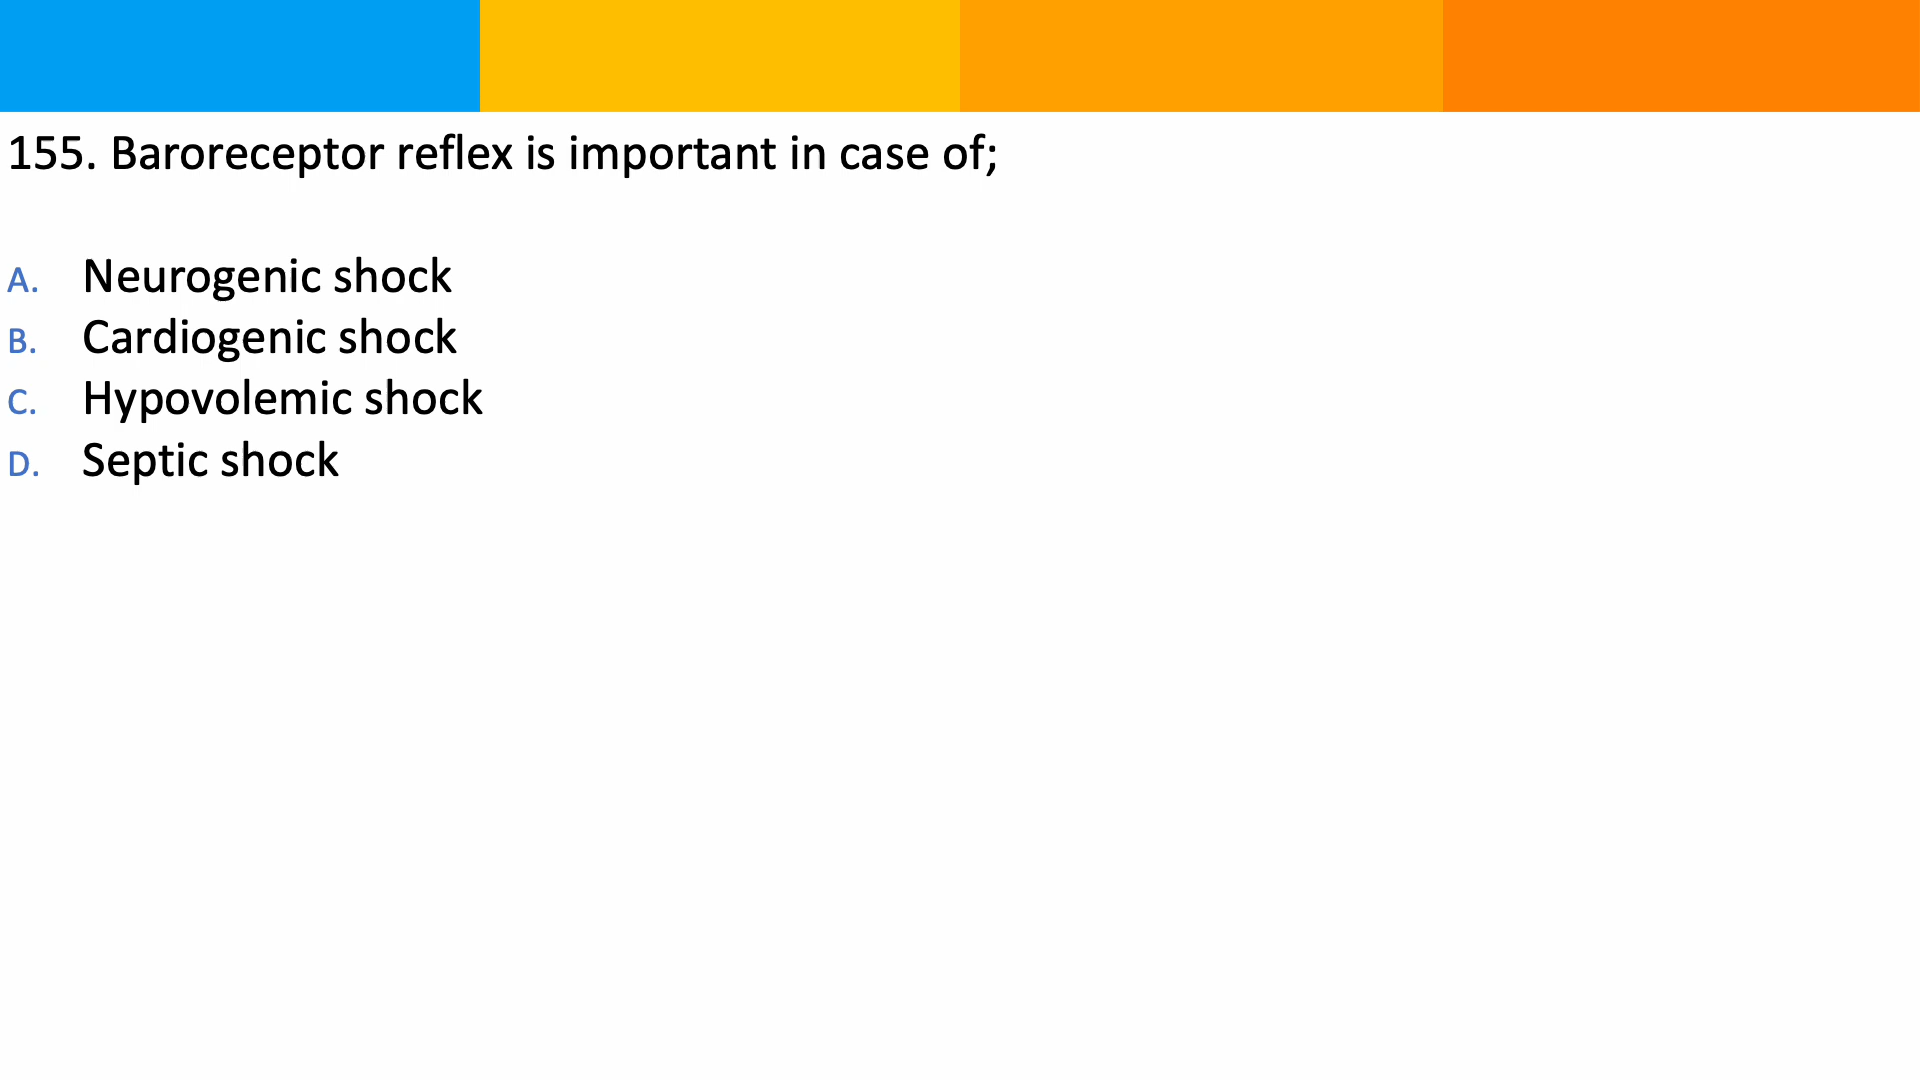 155. Baroreceptor reflex is important in case of;
A. Neurogenic shock
B. Cardiogenic shock
C. Hypovolemic shock
D. Septic shock